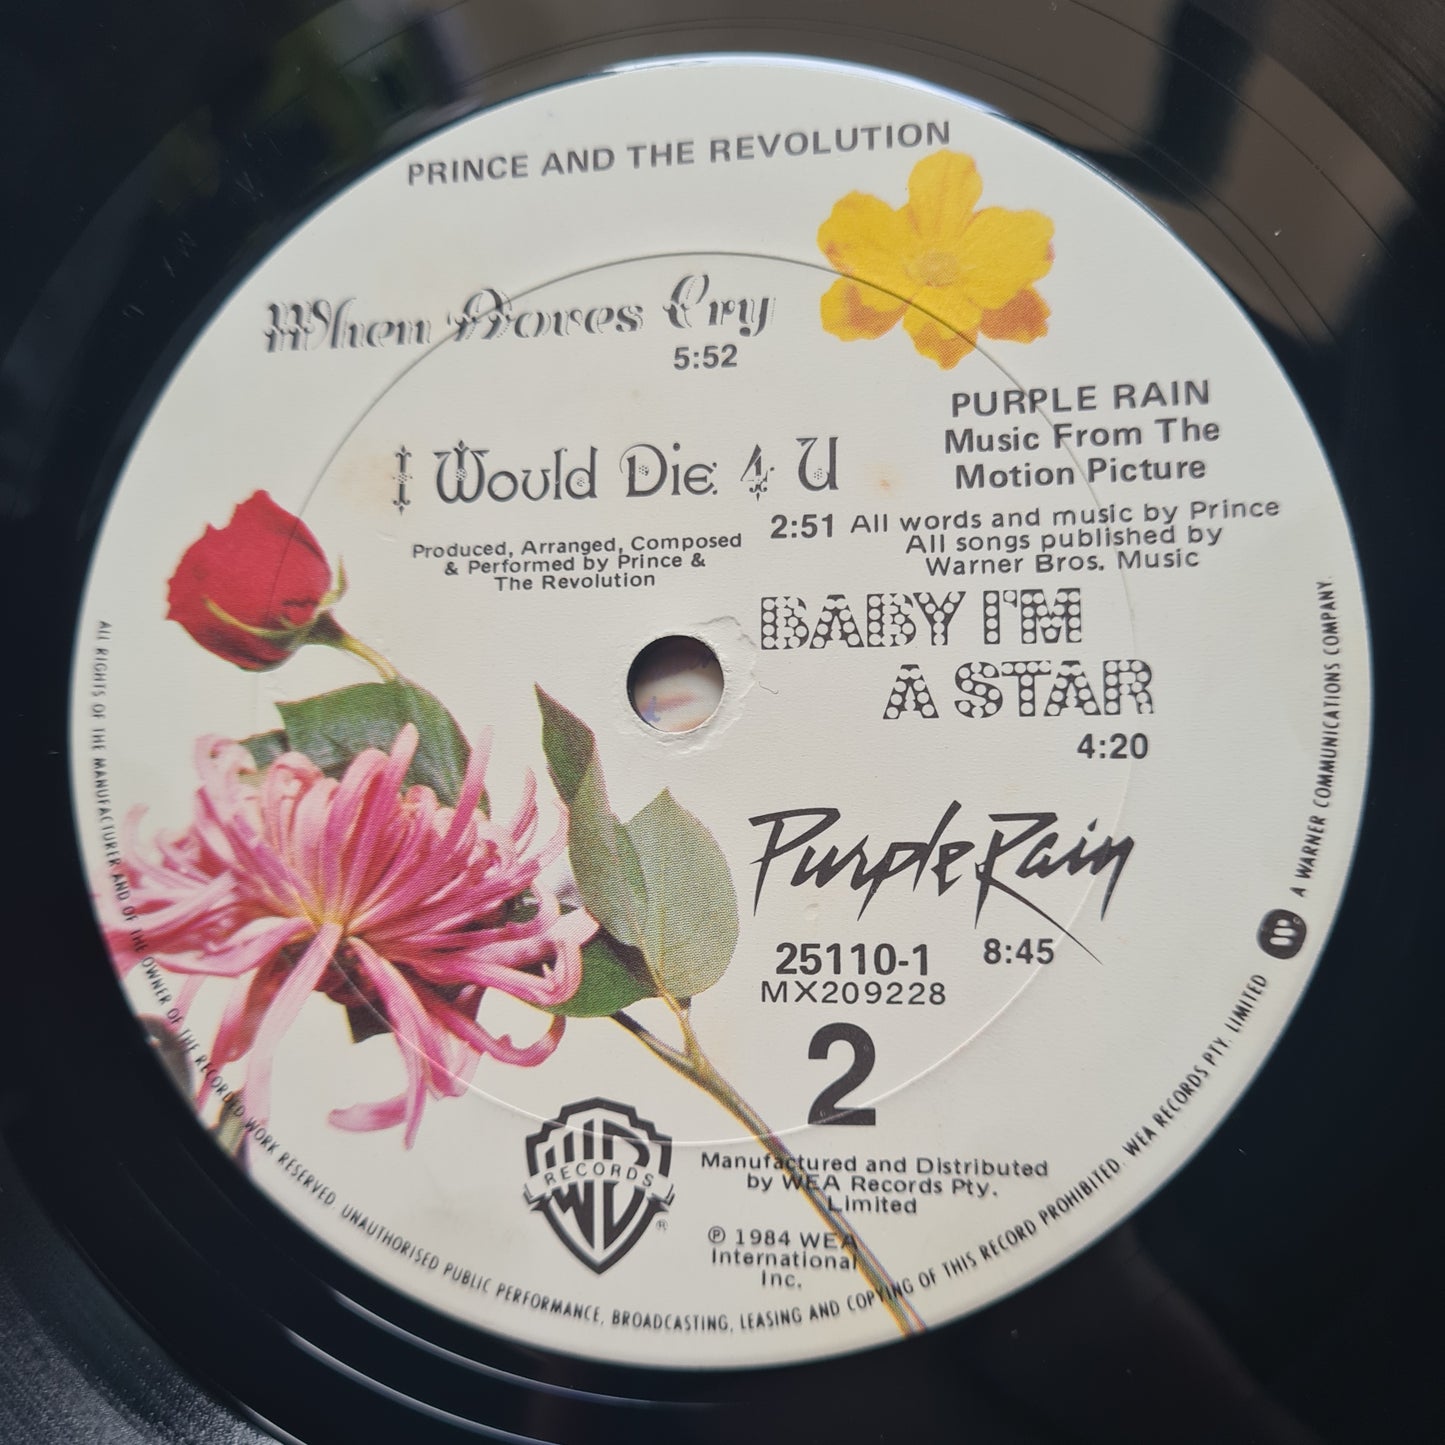 PRINCE AND THE REVOLUTION
When Doves Cry
5:52
PURPLE RAIN
Music From The
Motion Picture
I Would Die 4 U
2:51
All words and music by Prince
All songs published by
Warner Bros. Music
Produced, Arranged, Composed
& Performed by Prince &
The Revolution
BABY I'M
A STAR
4:20
Purple Rain
8:45
25110-1
MX209228
2
WB
RECORDS
®
Manufactured and Distributed
by WEA Records Pty.
Limited
℗ 1984 WEA
International
Inc.
ALL RIGHTS OF THE MANUFACTURER AND OF THE OWNER OF THE RECORDED WORK RESERVED. UNAUTHORISED PUBLIC PERFORMANCE, BROADCASTING, LEASING AND COPYING OF THIS RECORD PROHIBITED. WEA RECORDS PTY. LIMITED
A WARNER COMMUNICATIONS COMPANY.